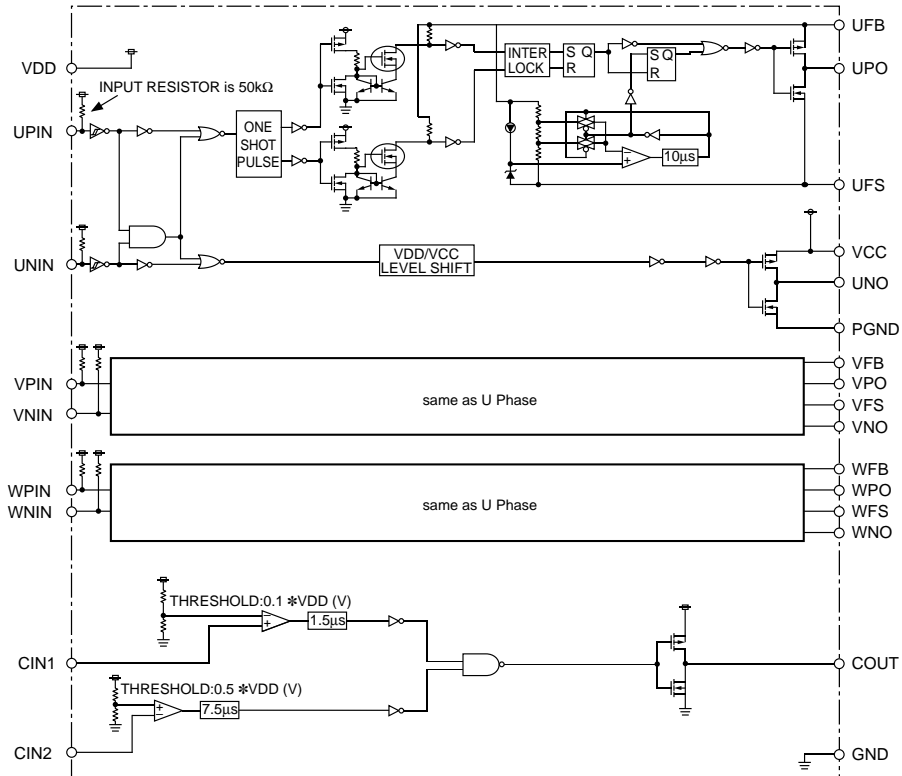 UFB
VDD
INPUT RESISTOR is 50kΩ
INTER
LOCK
S Q
R
S Q
R
UPO
UPIN
ONE
SHOT
PULSE
−
+
10µs
UFS
UNIN
VDD/VCC
LEVEL SHIFT
VCC
UNO
PGND
VPIN
VNIN
same as U Phase
VFB
VPO
VFS
VNO
WPIN
WNIN
same as U Phase
WFB
WPO
WFS
WNO
THRESHOLD:0.1 ∗VDD (V)
−
+
1.5µs
CIN1
COUT
THRESHOLD:0.5 ∗VDD (V)
+
−
7.5µs
CIN2
GND